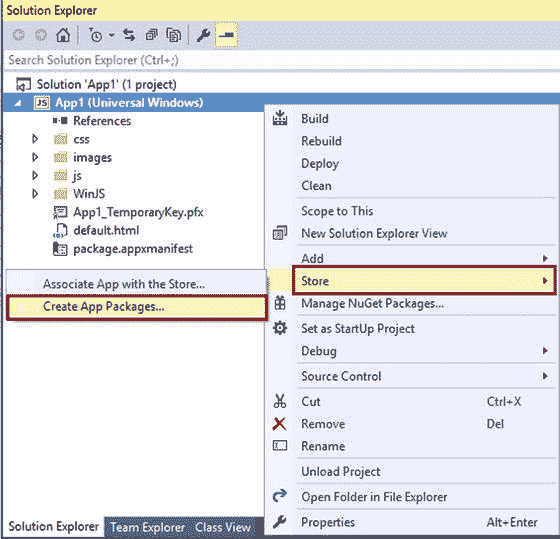 Solution Explorer
Search Solution Explorer (Ctrl+;)
Solution 'App1' (1 project)
JS App1 (Universal Windows)
References
css
images
js
WinJS
App1_TemporaryKey.pfx
default.html
package.appxmanifest
Build
Rebuild
Deploy
Clean
Scope to This
New Solution Explorer View
Add
Store
Manage NuGet Packages...
Set as StartUp Project
Debug
Source Control
Cut Ctrl+X
Remove Del
Rename
Unload Project
Open Folder in File Explorer
Properties Alt+Enter
Associate App with the Store...
Create App Packages...
Solution Explorer Team Explorer Class View